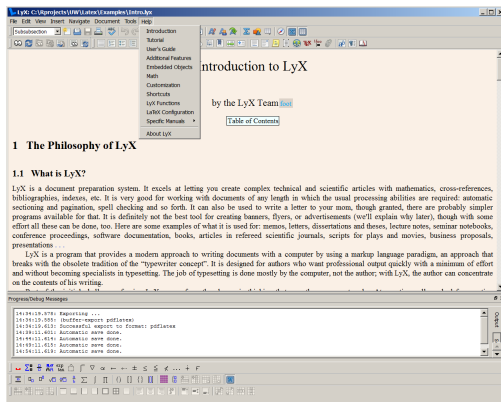 LyX: C:\Rprojects\UW\Latex\Examples\Intro.lyx
File Edit View Insert Navigate Document Tools Help
Subsubsection
Introduction
Tutorial
User's Guide
Additional Features
Embedded Objects
Math
Customization
Shortcuts
LyX Functions
LaTeX Configuration
Specific Manuals
About LyX
Introduction to LyX
by the LyX Team foot
Table of Contents
1 The Philosophy of LyX
1.1 What is LyX?
LyX is a document preparation system. It excels at letting you create complex technical and scientific articles with mathematics, cross-references,
bibliographies, indexes, etc. It is very good for working with documents of any length in which the usual processing abilities are required: automatic
sectioning and pagination, spell checking and so forth. It can also be used to write a letter to your mom, though granted, there are probably simpler
programs available for that. It is definitely not the best tool for creating banners, flyers, or advertisements (we'll explain why later), though with some
effort all these can be done, too. Here are some examples of what it is used for: memos, letters, dissertations and theses, lecture notes, seminar notebooks,
conference proceedings, software documentation, books, articles in refereed scientific journals, scripts for plays and movies, business proposals,
presentations ...
LyX is a program that provides a modern approach to writing documents with a computer by using a markup language paradigm, an approach that
breaks with the obsolete tradition of the "typewriter concept". It is designed for authors who want professional output quickly with a minimum of effort
and without becoming specialists in typesetting. The job of typesetting is done mostly by the computer, not the author; with LyX, the author can concentrate
on the contents of his writing.
Progress/Debug Messages
14:34:19.578: Exporting ...
14:34:19.585: (buffer-export pdflatex)
14:34:19.613: Successful export to format: pdflatex
14:39:11.601: Automatic save done.
14:44:11.614: Automatic save done.
14:49:11.615: Automatic save done.
14:54:11.619: Automatic save done.
Output